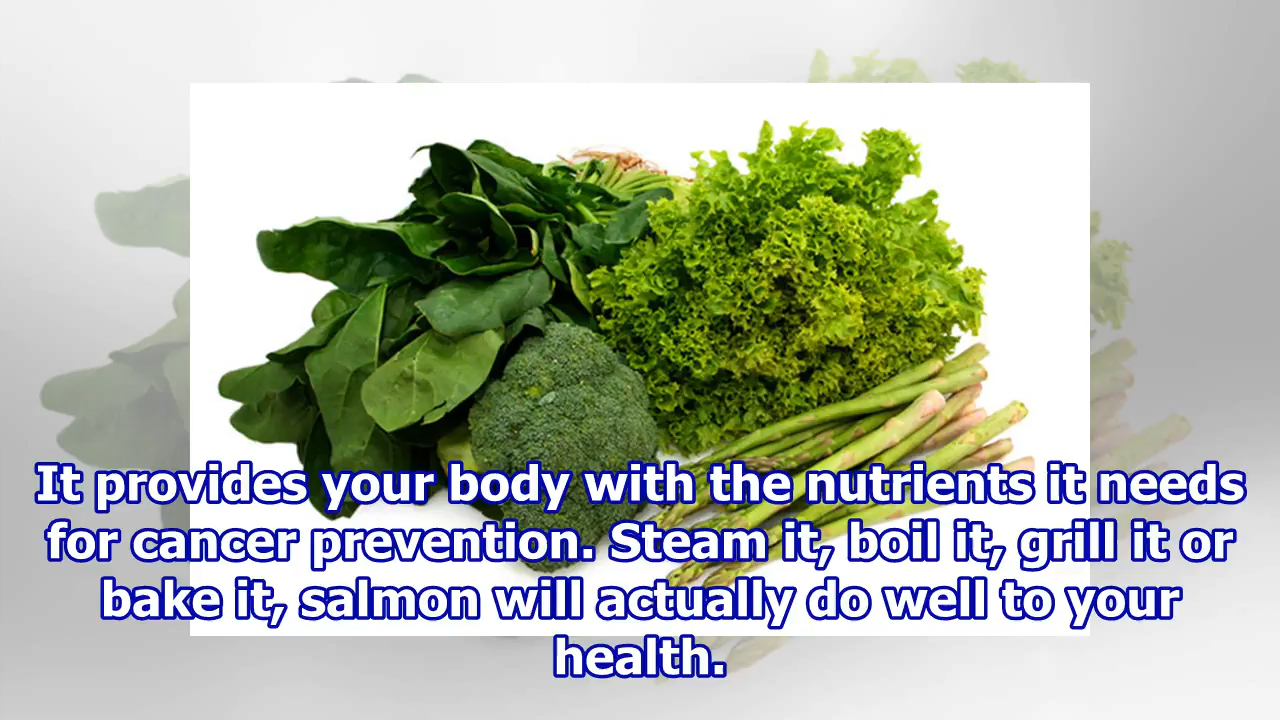 It provides your body with the nutrients it needs
for cancer prevention. Steam it, boil it, grill it or
bake it, salmon will actually do well to your
health.